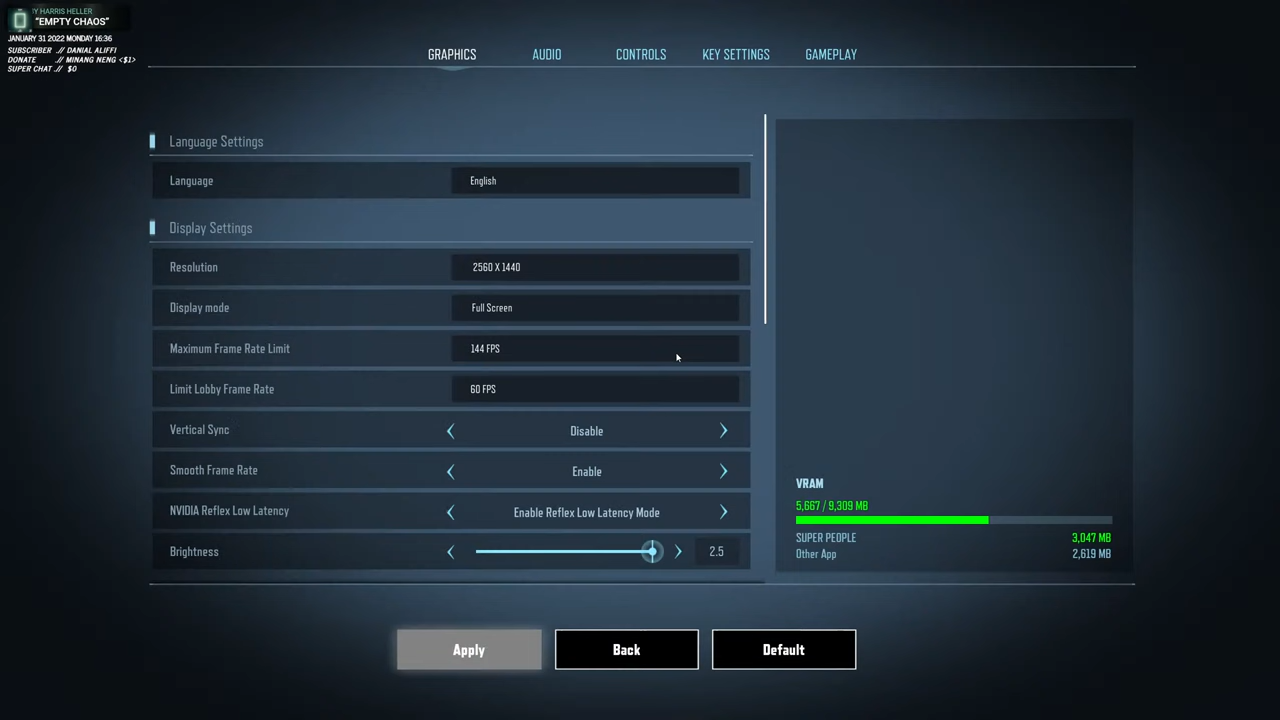 BY HARRIS HELLER
"EMPTY CHAOS"
JANUARY 31 2022 MONDAY 16:36
SUBSCRIBER .// DANIAL ALIFFI
DONATE .// MINANG NENG <$1>
SUPER CHAT .// $0
GRAPHICS AUDIO CONTROLS KEY SETTINGS GAMEPLAY
Language Settings
Language English
Display Settings
Resolution 2560 X 1440
Display mode Full Screen
Maximum Frame Rate Limit 144 FPS
Limit Lobby Frame Rate 60 FPS
Vertical Sync Disable
Smooth Frame Rate Enable
NVIDIA Reflex Low Latency Enable Reflex Low Latency Mode
Brightness 2.5
VRAM
5,667 / 9,309 MB
SUPER PEOPLE 3,047 MB
Other App 2,619 MB
Apply Back Default